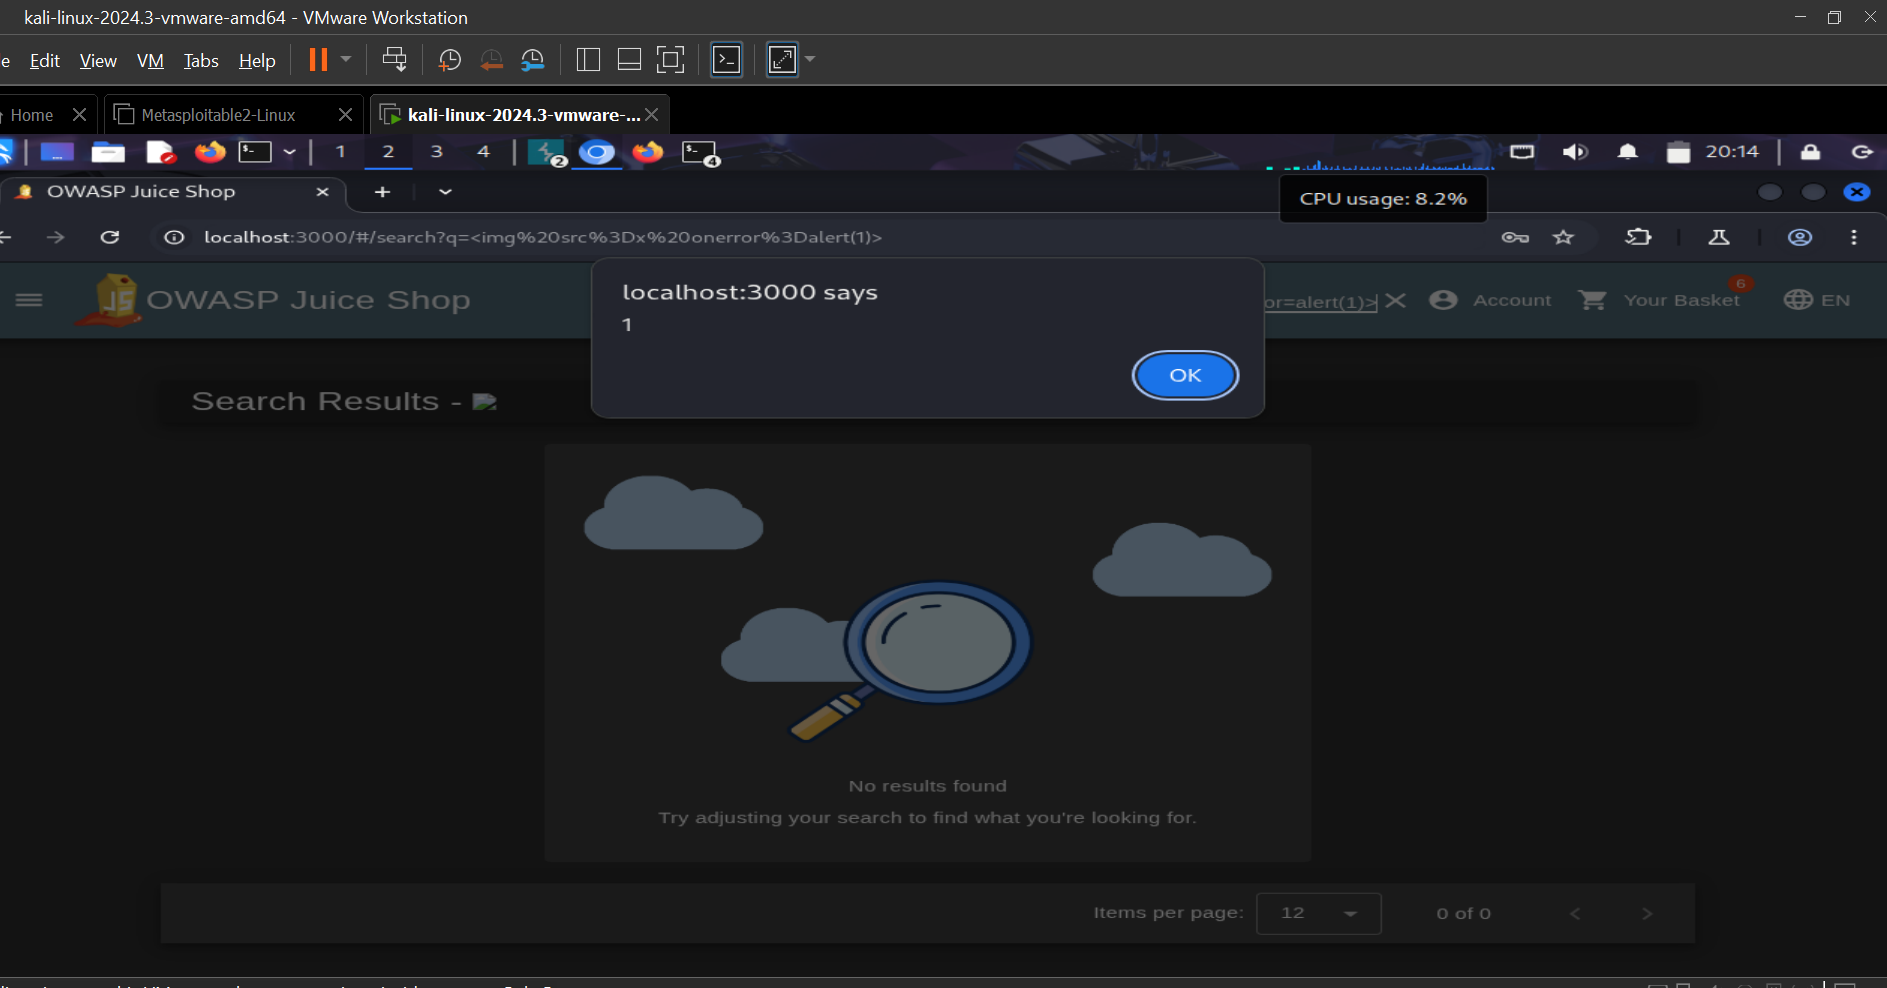 kali-linux-2024.3-vmware-amd64 - VMware Workstation
Edit View VM Tabs Help
Home Metasploitable2-Linux kali-linux-2024.3-vmware-...
1 2 3 4 2 4 20:14
OWASP Juice Shop
CPU usage: 8.2%
localhost:3000/#/search?q=<img%20src%3Dx%20onerror%3Dalert(1)>
localhost:3000 says
1
OK
OWASP Juice Shop or=alert(1)> Account Your Basket 6 EN
Search Results -
No results found
Try adjusting your search to find what you're looking for.
Items per page: 12 0 of 0